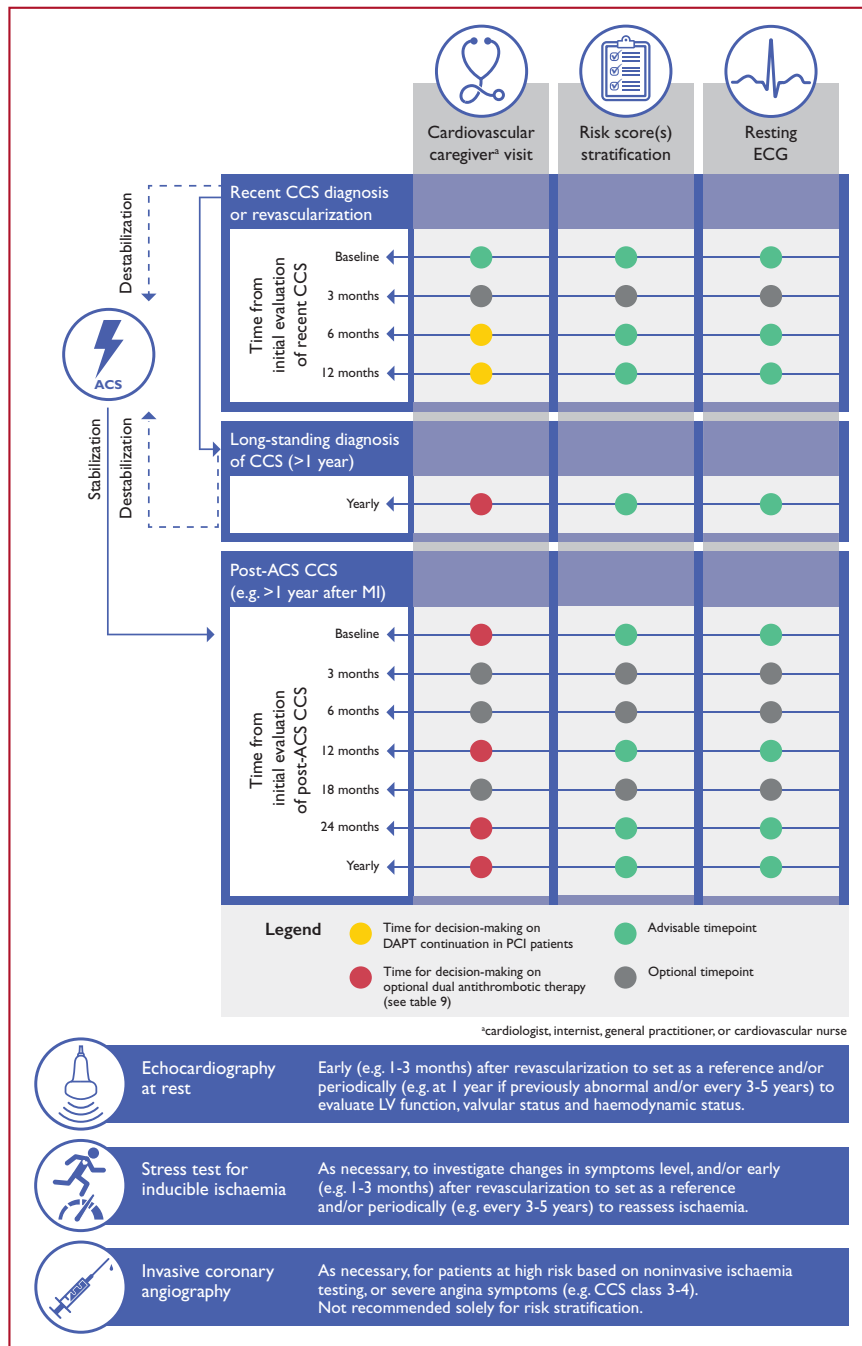 Cardiovascular
caregiverª visit
Risk score(s)
stratification
Resting
ECG
Recent CCS diagnosis
or revascularization
Destabilization
Time from
initial evaluation
of recent CCS
Baseline
3 months
6 months
12 months
ACS
Stabilization
Destabilization
Long-standing diagnosis
of CCS (>1 year)
Yearly
Post-ACS CCS
(e.g. >1 year after MI)
Time from
initial evaluation
of post-ACS CCS
Baseline
3 months
6 months
12 months
18 months
24 months
Yearly
Legend
Time for decision-making on
DAPT continuation in PCI patients
Advisable timepoint
Time for decision-making on
optional dual antithrombotic therapy
(see table 9)
Optional timepoint
ªcardiologist, internist, general practitioner, or cardiovascular nurse
Echocardiography
at rest
Early (e.g. 1-3 months) after revascularization to set as a reference and/or
periodically (e.g. at 1 year if previously abnormal and/or every 3-5 years) to
evaluate LV function, valvular status and haemodynamic status.
Stress test for
inducible ischaemia
As necessary, to investigate changes in symptoms level, and/or early
(e.g. 1-3 months) after revascularization to set as a reference
and/or periodically (e.g. every 3-5 years) to reassess ischaemia.
Invasive coronary
angiography
As necessary, for patients at high risk based on noninvasive ischaemia
testing, or severe angina symptoms (e.g. CCS class 3-4).
Not recommended solely for risk stratification.